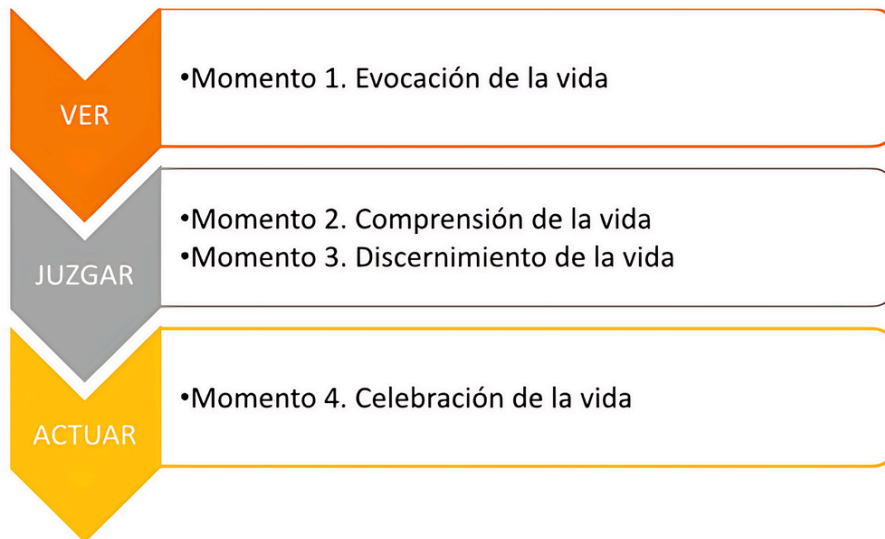 VER
•Momento 1. Evocación de la vida
JUZGAR
•Momento 2. Comprensión de la vida
•Momento 3. Discernimiento de la vida
ACTUAR
•Momento 4. Celebración de la vida